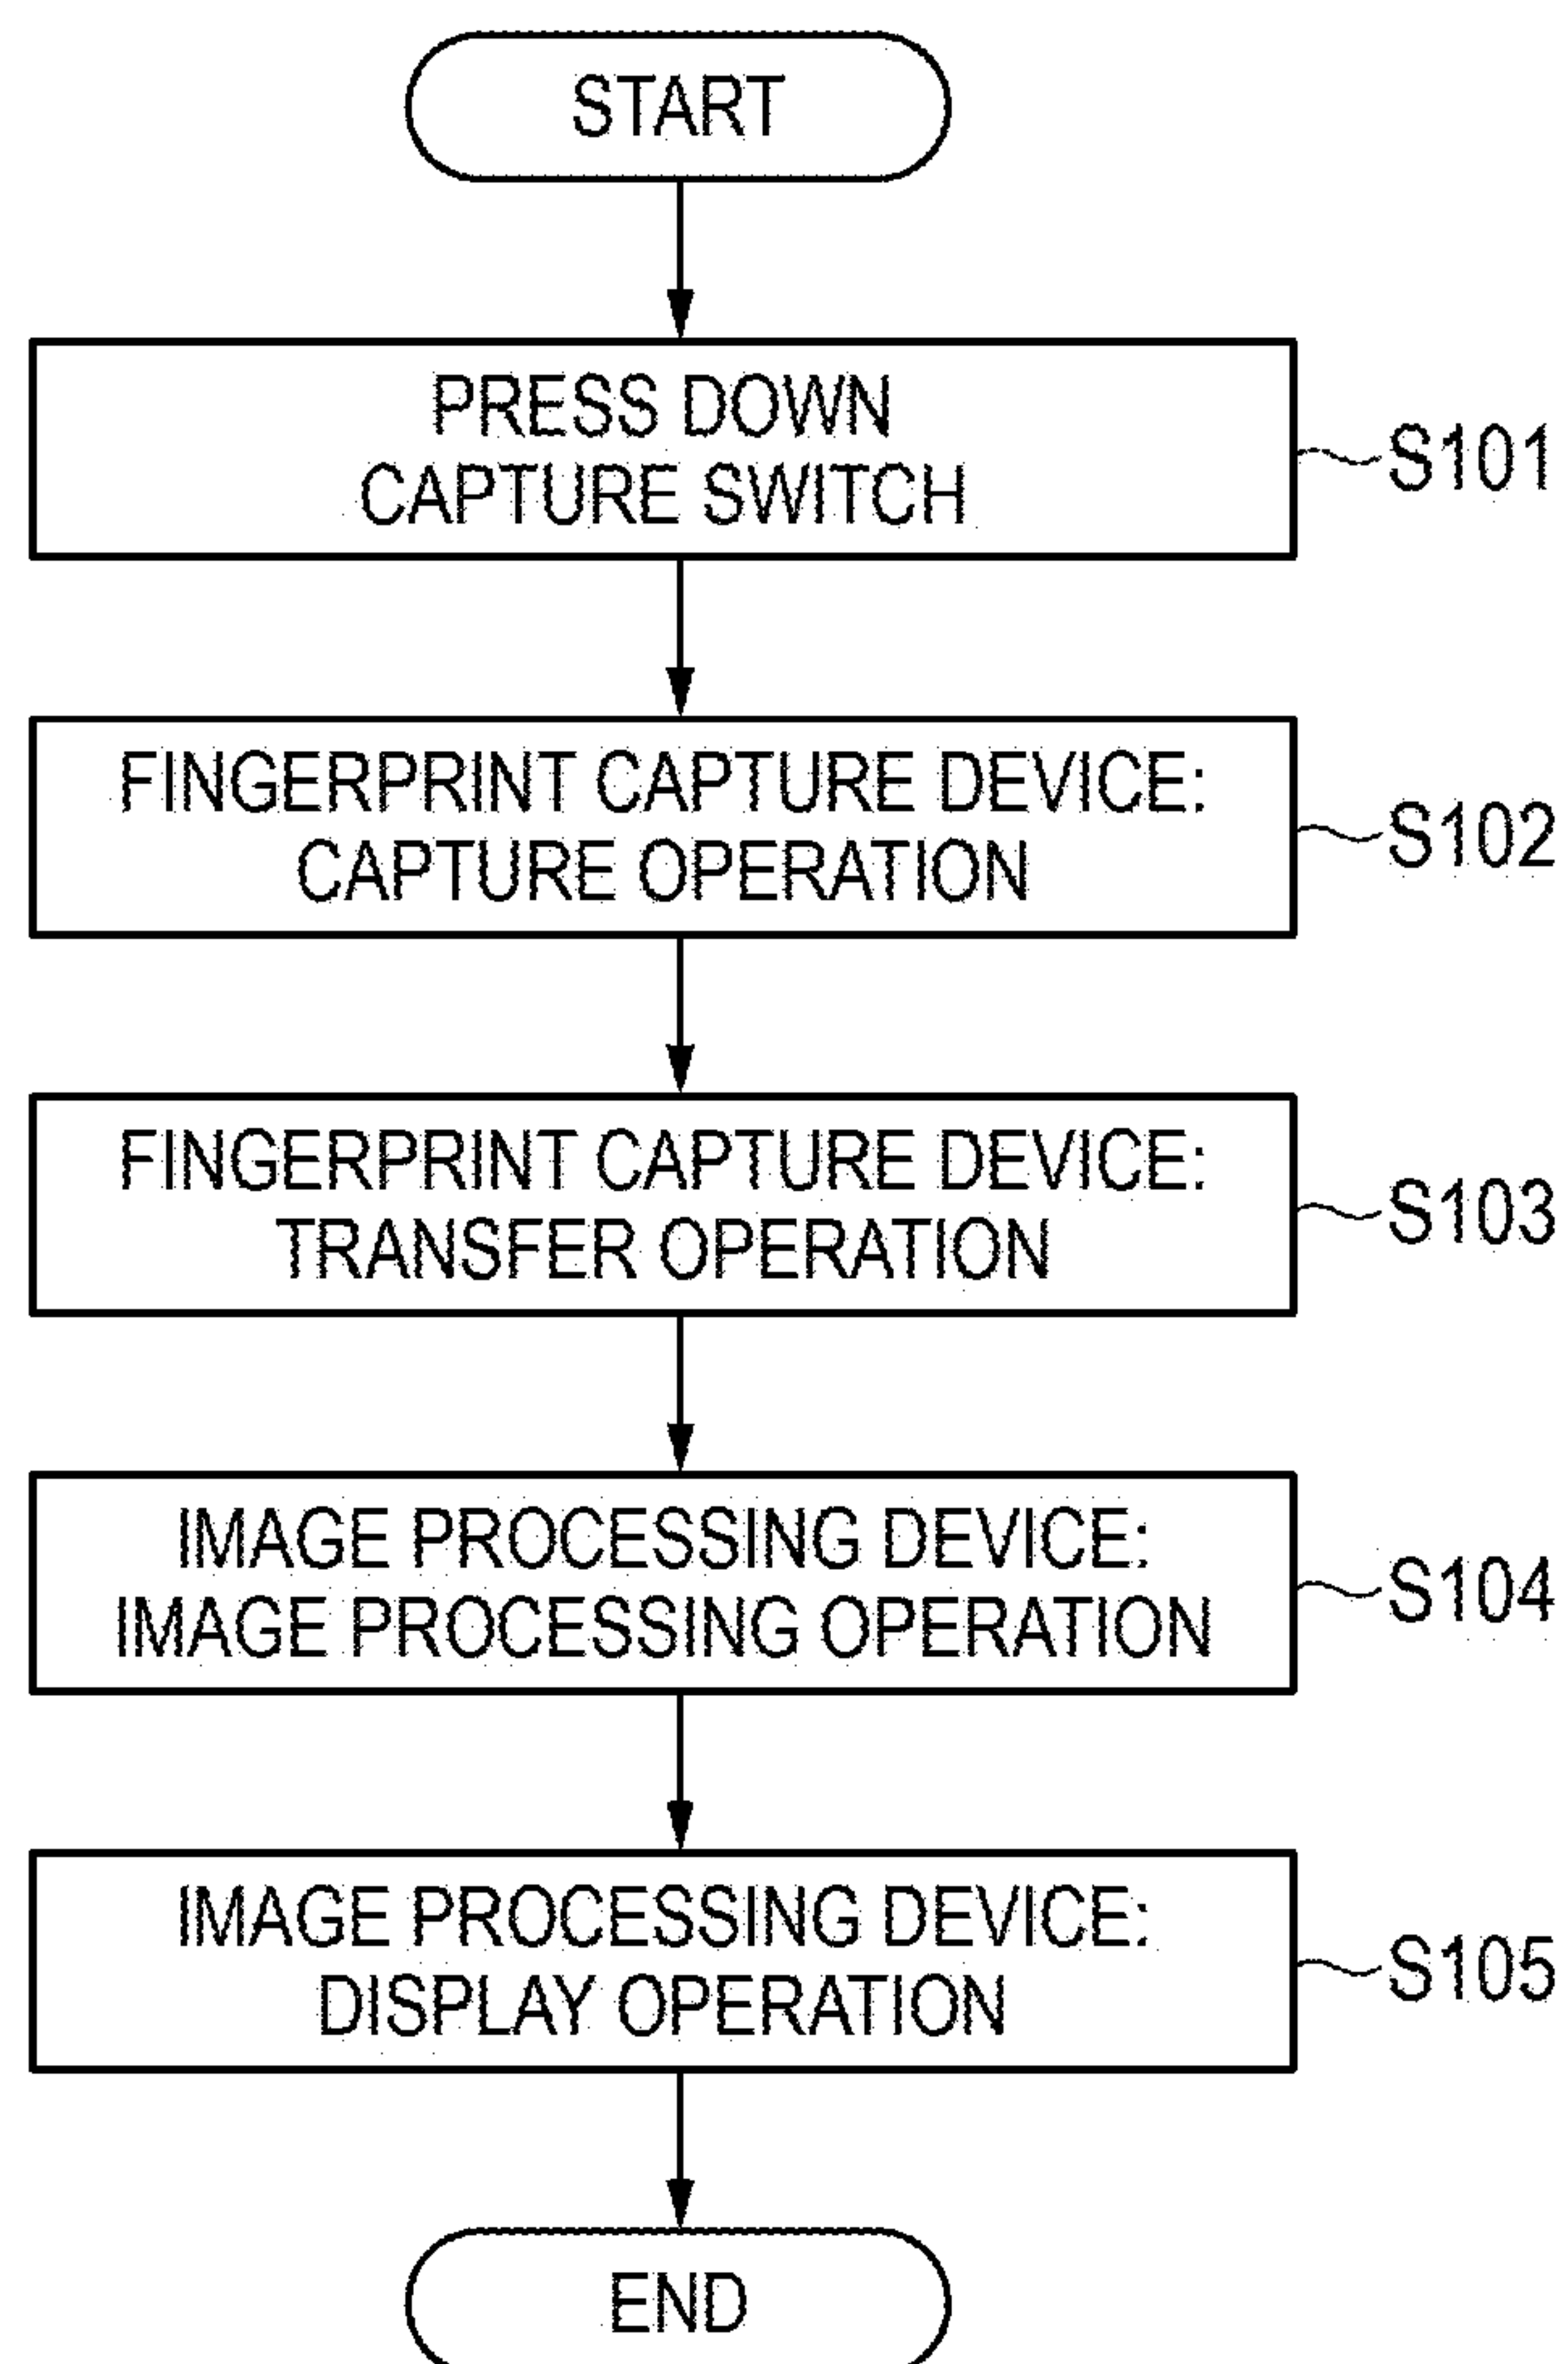 START
PRESS DOWN
CAPTURE SWITCH
S101
FINGERPRINT CAPTURE DEVICE:
CAPTURE OPERATION
S102
FINGERPRINT CAPTURE DEVICE:
TRANSFER OPERATION
S103
IMAGE PROCESSING DEVICE:
IMAGE PROCESSING OPERATION
S104
IMAGE PROCESSING DEVICE:
DISPLAY OPERATION
S105
END